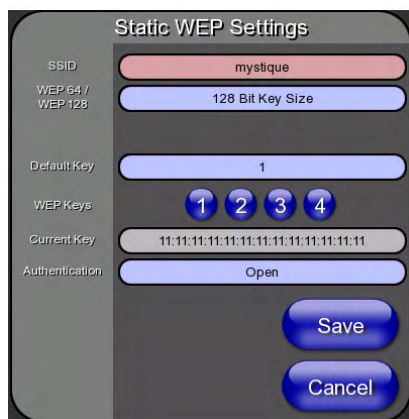 Static WEP Settings
SSID
mystique
WEP 64 /
WEP 128
128 Bit Key Size
Default Key
1
WEP Keys
1 2 3 4
Current Key
11:11:11:11:11:11:11:11:11:11:11:11:11
Authentication
Open
Save
Cancel